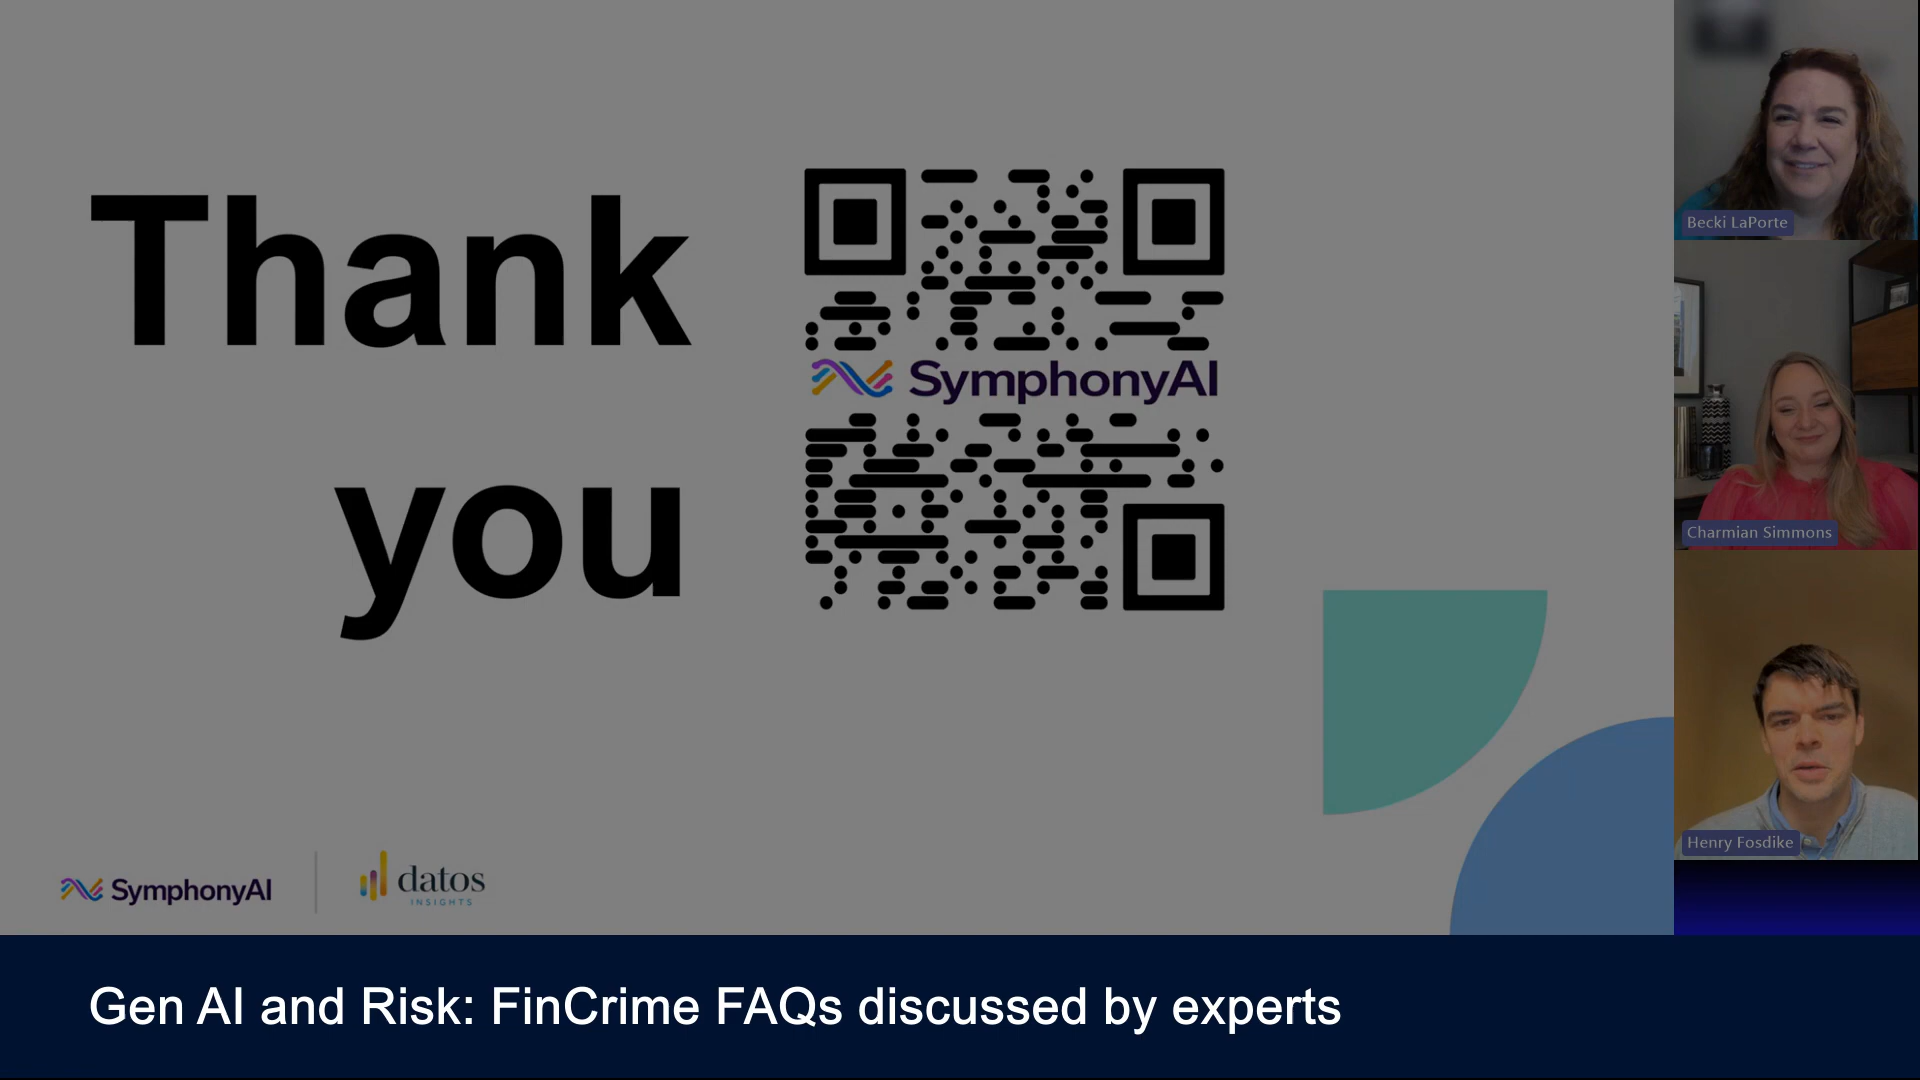 Thank
you
SymphonyAI
Becki LaPorte
Charmian Simmons
Henry Fosdike
SymphonyAI
datos
INSIGHTS
Gen AI and Risk: FinCrime FAQs discussed by experts